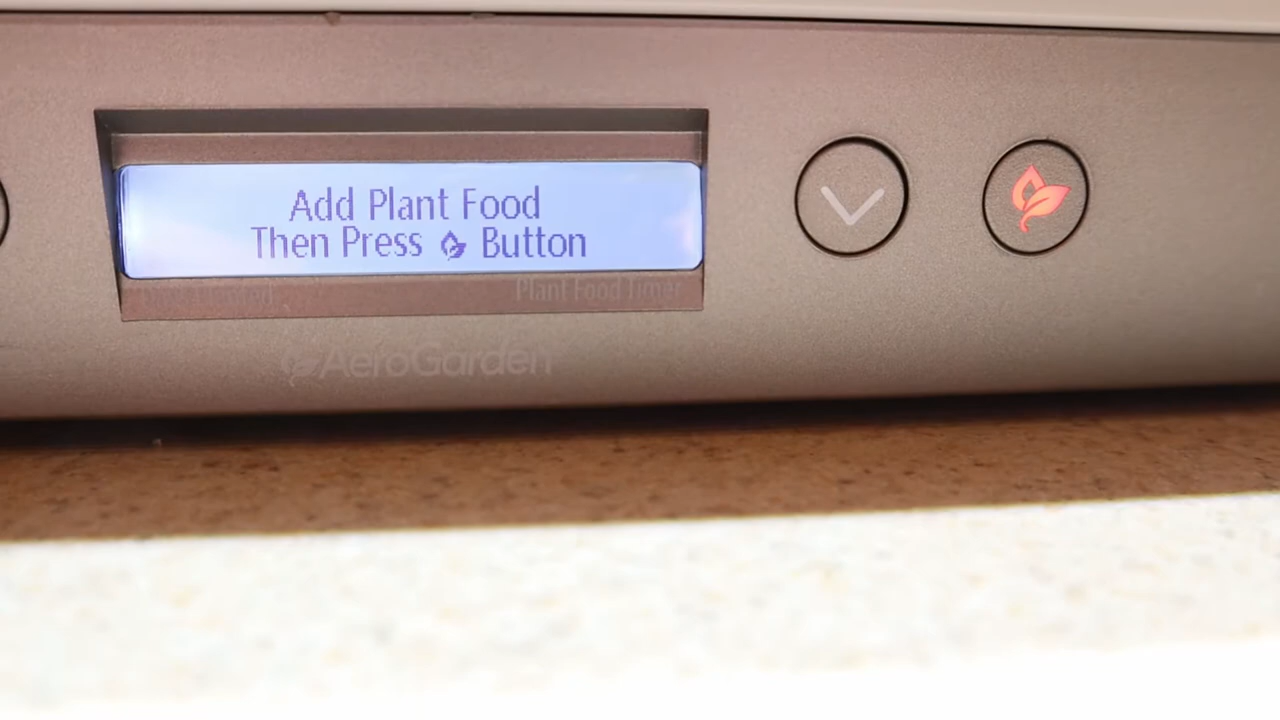 Add Plant Food
Then Press Button
Plant Food Timer
AeroGarden